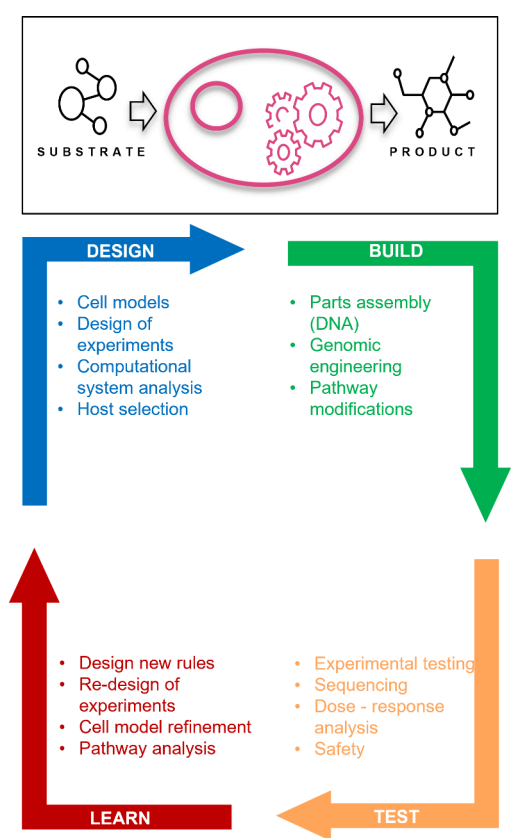 SUBSTRATE
PRODUCT
DESIGN
• Cell models
• Design of
experiments
• Computational
system analysis
• Host selection
BUILD
• Parts assembly
(DNA)
• Genomic
engineering
• Pathway
modifications
• Design new rules
• Re-design of
experiments
• Cell model refinement
• Pathway analysis
LEARN
• Experimental testing
• Sequencing
• Dose - response
analysis
• Safety
TEST